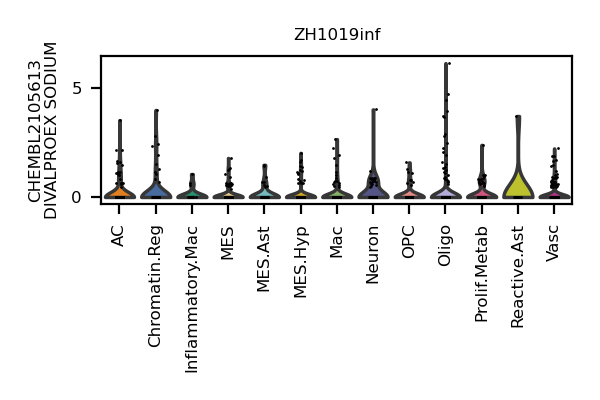 ZH1019inf
CHEMBL2105613
DIVALPROEX SODIUM
5
0
AC
Chromatin.Reg
Inflammatory.Mac
MES
MES.Ast
MES.Hyp
Mac
Neuron
OPC
Oligo
Prolif.Metab
Reactive.Ast
Vasc